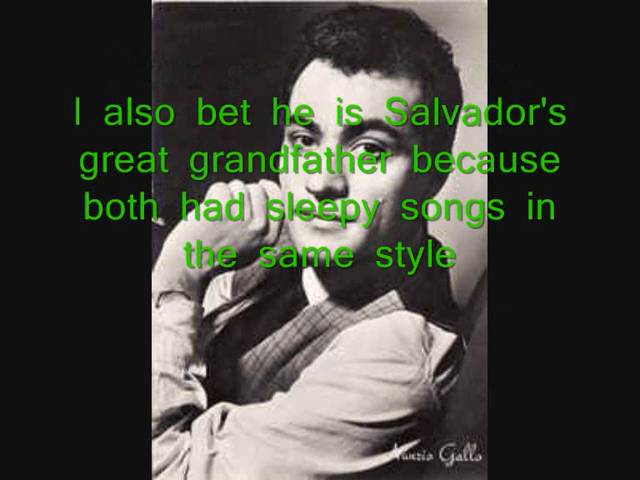 I also bet he is Salvador's
great grandfather because
both had sleepy songs in
the same style
Nunzio Gallo